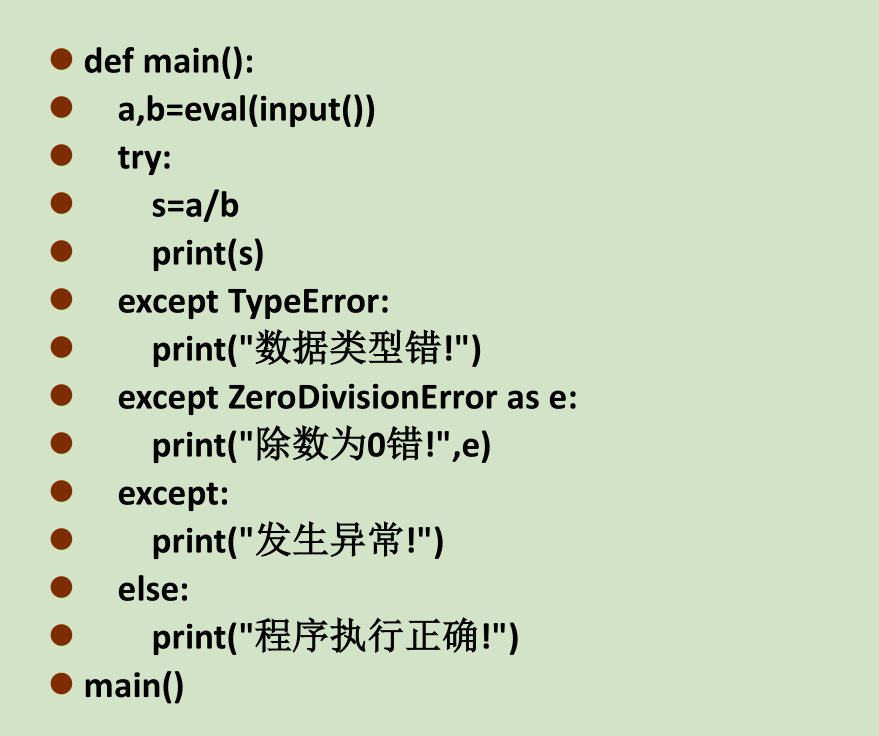 ● def main():
●    a,b=eval(input())
●    try:
●       s=a/b
●       print(s)
●    except TypeError:
●       print("数据类型错!")
●    except ZeroDivisionError as e:
●       print("除数为0错!",e)
●    except:
●       print("发生异常!")
●    else:
●       print("程序执行正确!")
● main()